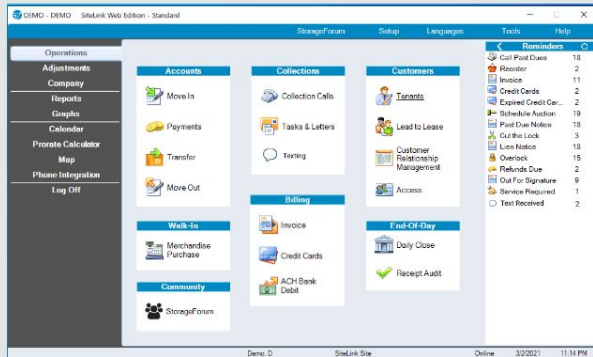 DEMO - DEMO SiteLink Web Edition - Standard
StorageForum Setup Languages Tools Help
Operations
Adjustments
Company
Reports
Graphs
Calendar
Prorate Calculator
Map
Phone Integration
Log Off
Accounts
Move In
Payments
Transfer
Move Out
Walk-In
Merchandise
Purchase
Community
StorageForum
Collections
Collection Calls
Tasks & Letters
Texting
Billing
Invoice
Credit Cards
ACH Bank
Debit
Customers
Tenants
Lead to Lease
Customer
Relationship
Management
Access
End-Of-Day
Daily Close
Receipt Audit
Reminders
Call Past Dues 18
Reorder 2
Invoice 11
Credit Cards 2
Expired Credit Car... 2
Schedule Auction 19
Past Due Notice 18
Cut the Lock 3
Lien Notice 18
Overlock 15
Refunds Due 2
Out For Signature 9
Service Required 1
Text Received 2
Demo, D SiteLink Site Online 3/2/2021 11:14 PM